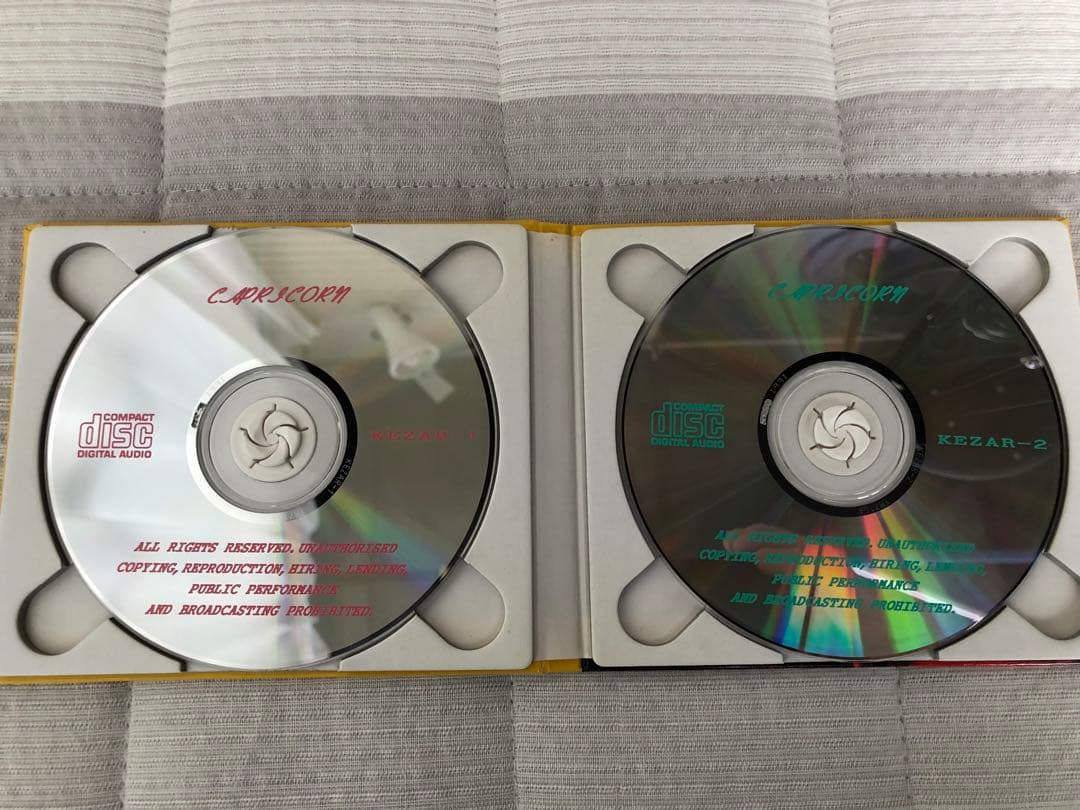 CAPRICORN
COMPACT
disc
DIGITAL AUDIO
KEZAR-1
KEZAR-1
ALL RIGHTS RESERVED. UNAUTHORISED
COPYING, REPRODUCTION, HIRING, LENDING,
PUBLIC PERFORMANCE
AND BROADCASTING PROHIBITED.
CAPRICORN
COMPACT
disc
DIGITAL AUDIO
KEZAR-2
ALL RIGHTS RESERVED. UNAUTHORISED
COPYING, REPRODUCTION, HIRING, LENDING,
PUBLIC PERFORMANCE
AND BROADCASTING PROHIBITED.